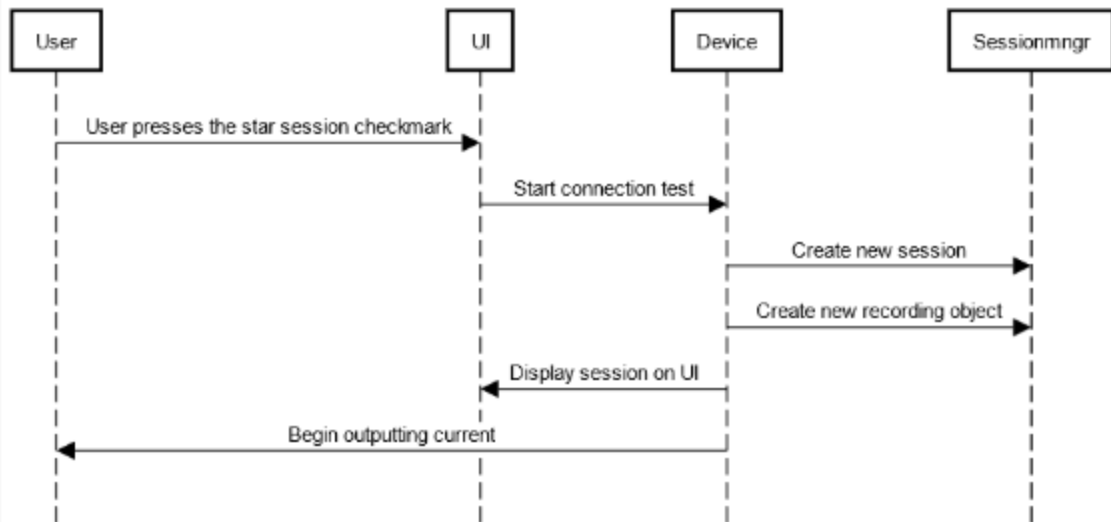 User
UI
Device
Sessionmngr
User presses the star session checkmark
Start connection test
Create new session
Create new recording object
Display session on UI
Begin outputting current